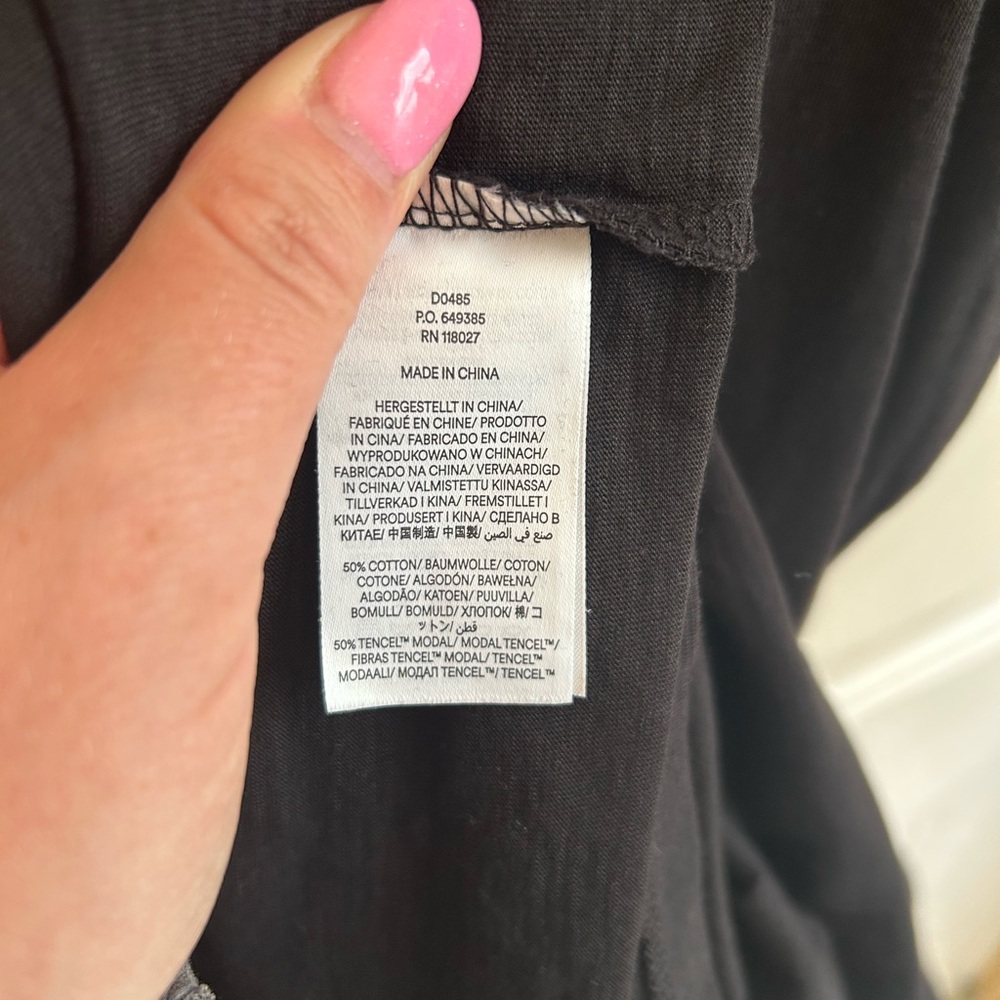 D0485
P.O. 649385
RN 118027
MADE IN CHINA
HERGESTELLT IN CHINA/
FABRIQUÉ EN CHINE/ PRODOTTO
IN CINA/ FABRICADO EN CHINA/
WYPRODUKOWANO W CHINACH/
FABRICADO NA CHINA/ VERVAARDIGD
IN CHINA/ VALMISTETTU KIINASSA/
TILLVERKAD I KINA/ FREMSTILLET I
KINA/ PRODUSERT I KINA/ СДЕЛАНО В
КИТАЕ/ 中国制造/ 中国製/ صنع في الصين
50% COTTON/ BAUMWOLLE/ COTON/
COTONE/ ALGODÓN/ BAWEŁNA/
ALGODÃO/ KATOEN/ PUUVILLA/
BOMULL/ BOMULD/ ХЛОПОК/ 棉/ コ
ットン/ قطن
50% TENCEL™ MODAL/ MODAL TENCEL™/
FIBRAS TENCEL™ MODAL/ TENCEL™
MODAALI/ МОДАЛ TENCEL™/ TENCEL™